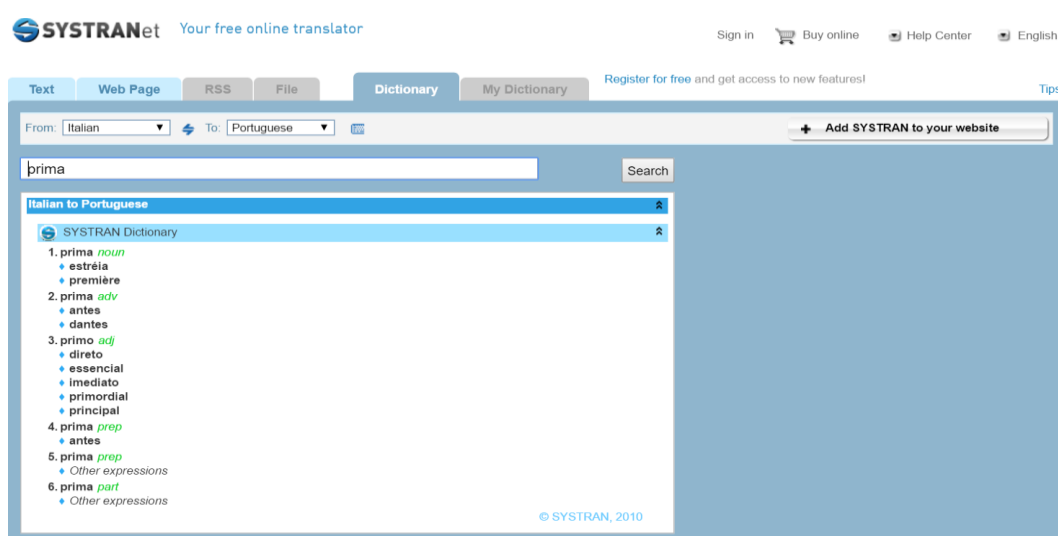 SYSTRANet Your free online translator
Sign in Buy online Help Center English
Text Web Page RSS File Dictionary My Dictionary Register for free and get access to new features!
Tips
From: Italian To: Portuguese Add SYSTRAN to your website
prima Search
Italian to Portuguese
SYSTRAN Dictionary
1. prima noun
estréia
première
2. prima adv
antes
dantes
3. primo adj
direto
essencial
imediato
primordial
principal
4. prima prep
antes
5. prima prep
Other expressions
6. prima part
Other expressions
© SYSTRAN, 2010